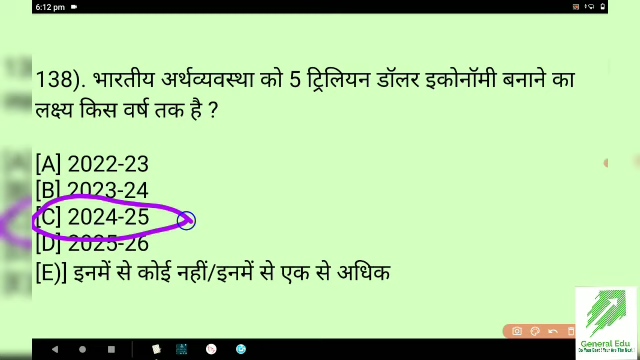 6:12 pm
138). भारतीय अर्थव्यवस्था को 5 ट्रिलियन डॉलर इकोनॉमी बनाने का
लक्ष्य किस वर्ष तक है ?
[A] 2022-23
[B] 2023-24
[C] 2024-25
[D] 2025-26
[E)] इनमें से कोई नहीं/इनमें से एक से अधिक
General Edu